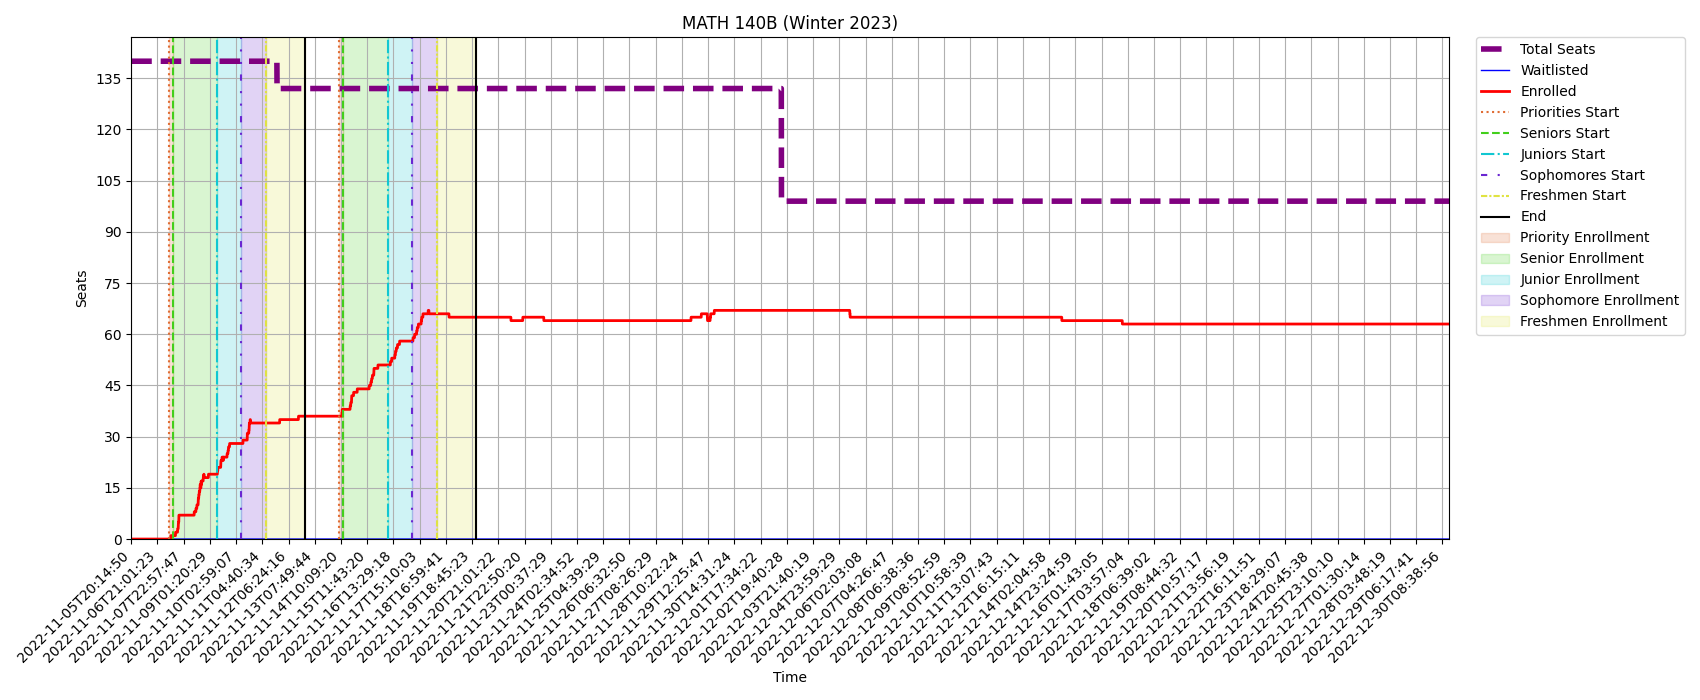 MATH 140B (Winter 2023)
Seats
135
120
105
90
75
60
45
30
15
0
2022-11-05T20:14:50
2022-11-06T21:01:23
2022-11-07T22:57:47
2022-11-09T01:20:29
2022-11-10T02:59:07
2022-11-11T04:40:34
2022-11-12T06:24:16
2022-11-13T07:49:44
2022-11-14T10:09:20
2022-11-15T11:43:20
2022-11-16T13:29:18
2022-11-17T15:10:03
2022-11-18T16:59:41
2022-11-19T18:45:23
2022-11-20T21:01:22
2022-11-21T22:50:20
2022-11-23T00:37:29
2022-11-24T02:34:52
2022-11-25T04:39:29
2022-11-26T06:32:50
2022-11-27T08:26:29
2022-11-28T10:22:24
2022-11-29T12:25:47
2022-11-30T14:31:24
2022-12-01T17:34:22
2022-12-02T19:40:28
2022-12-03T21:40:19
2022-12-04T23:59:29
2022-12-06T02:03:08
2022-12-07T04:26:47
2022-12-08T06:38:36
2022-12-09T08:52:59
2022-12-10T10:58:39
2022-12-11T13:07:43
2022-12-12T16:15:11
2022-12-14T02:04:58
2022-12-14T23:24:59
2022-12-16T01:43:05
2022-12-17T03:57:04
2022-12-18T06:39:02
2022-12-19T08:44:32
2022-12-20T10:57:17
2022-12-21T13:56:19
2022-12-22T16:11:51
2022-12-23T18:29:07
2022-12-24T20:45:38
2022-12-25T23:10:10
2022-12-27T01:30:14
2022-12-28T03:48:19
2022-12-29T06:17:41
2022-12-30T08:38:56
Time
Total Seats
Waitlisted
Enrolled
Priorities Start
Seniors Start
Juniors Start
Sophomores Start
Freshmen Start
End
Priority Enrollment
Senior Enrollment
Junior Enrollment
Sophomore Enrollment
Freshmen Enrollment